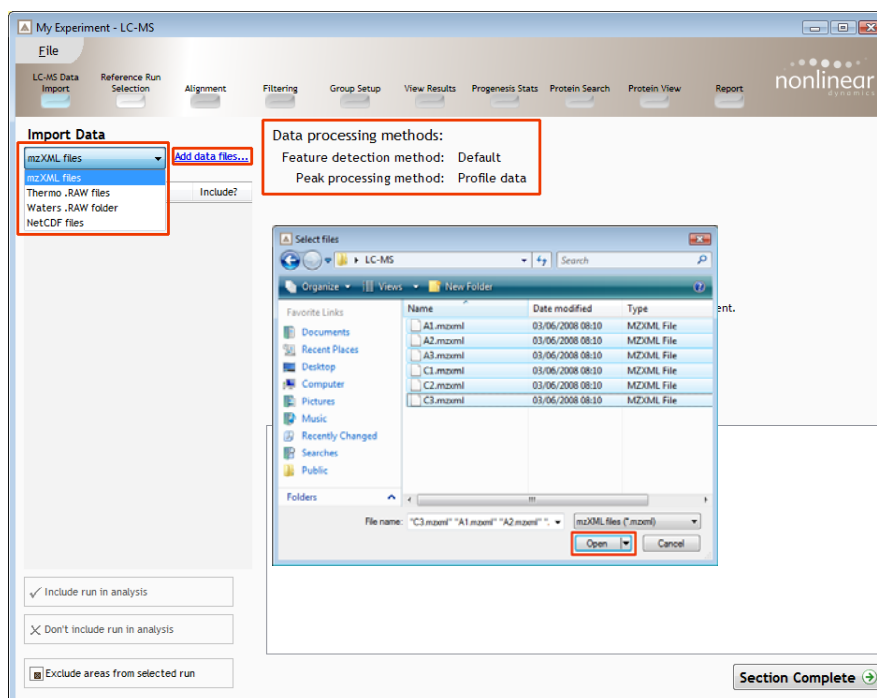 My Experiment - LC-MS
File
LC-MS Data Import
Reference Run Selection
Alignment
Filtering
Group Setup
View Results
Progenesis Stats
Protein Search
Protein View
Report
nonlinear
dynamics
Import Data
mzXML files
Add data files...
mzXML files
Thermo .RAW files
Waters .RAW folder
NetCDF files
Include?
Data processing methods:
Feature detection method: Default
Peak processing method: Profile data
ent.
Select files
LC-MS
Search
Organize
Views
New Folder
Favorite Links
Documents
Recent Places
Desktop
Computer
Pictures
Music
Recently Changed
Searches
Public
Folders
Name Date modified Type
A1.mzxml 03/06/2008 08:10 MZXML File
A2.mzxml 03/06/2008 08:10 MZXML File
A3.mzxml 03/06/2008 08:10 MZXML File
C1.mzxml 03/06/2008 08:10 MZXML File
C2.mzxml 03/06/2008 08:10 MZXML File
C3.mzxml 03/06/2008 08:10 MZXML File
File name: "C3.mzxml" "A1.mzxml" "A2.mzxml" ".
mzXML files (*.mzxml)
Open
Cancel
Include run in analysis
Don't include run in analysis
Exclude areas from selected run
Section Complete